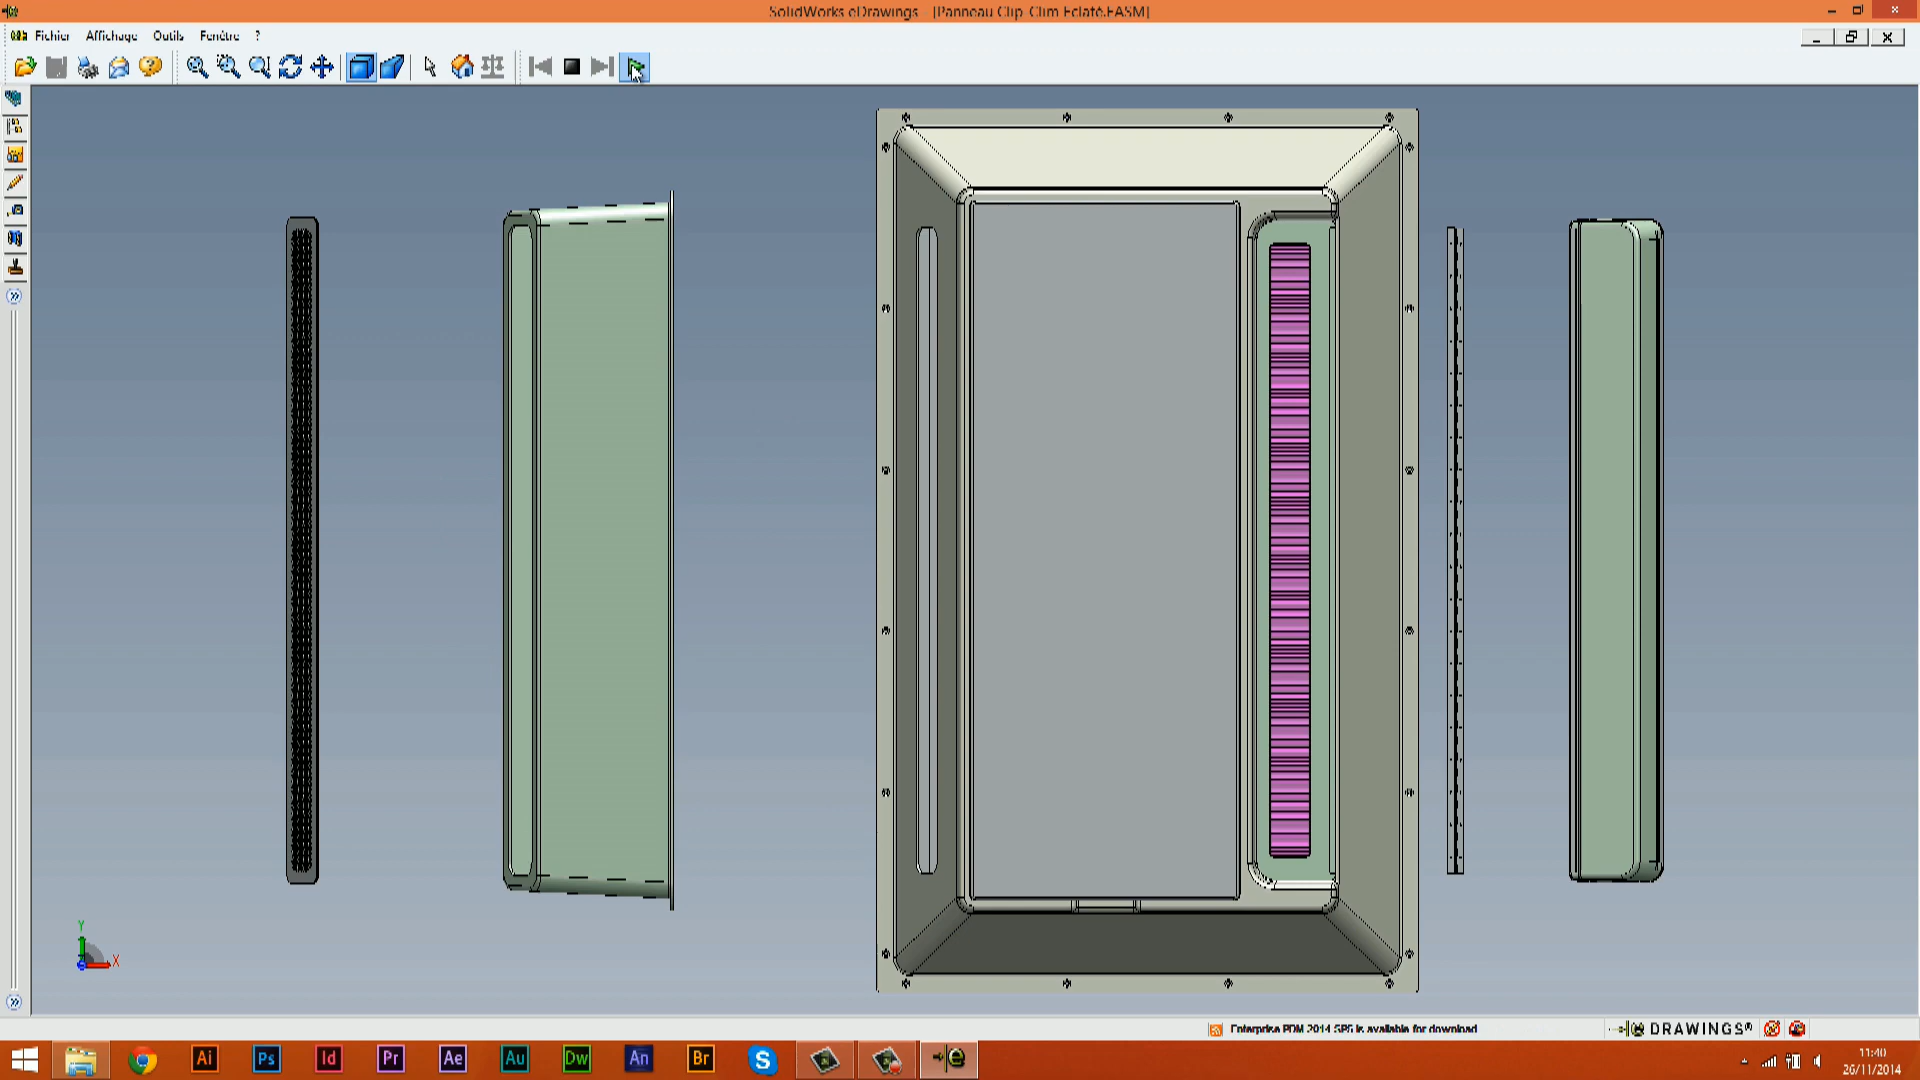 SolidWorks eDrawings - [Panneau Clip-Clim Eclaté.EASM]
Fichier Affichage Outils Fenêtre ?
Y
X
Enterprise PDM 2014 SP5 is available for download
DRAWINGS®
Ai Ps Id Pr Ae Au Dw An Br S e
11:40
26/11/2014